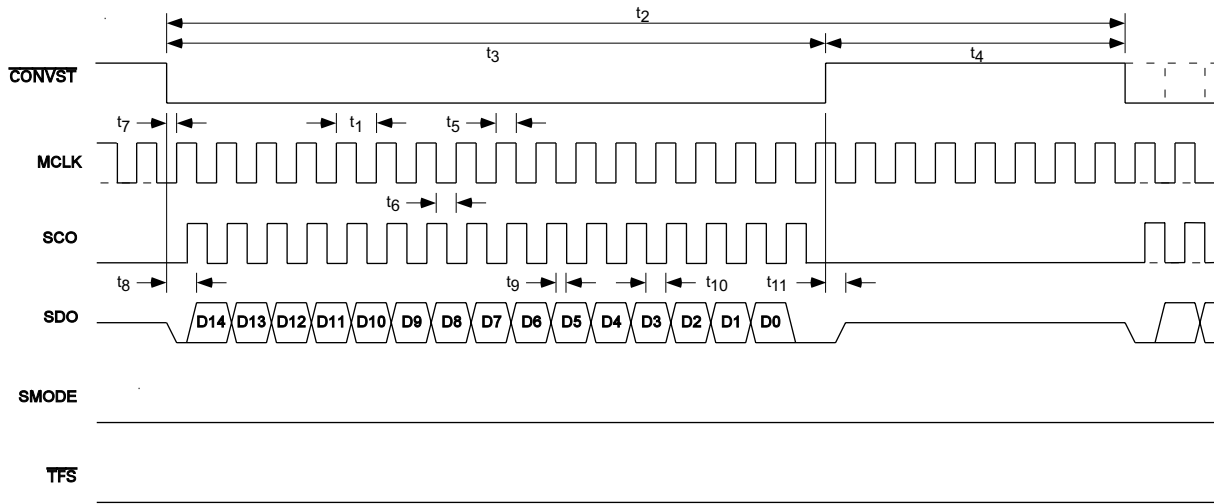 t2
t3
t4
CONVST
t7
t1
t5
MCLK
t6
SCO
t8
t9
t10
t11
SDO
D14 D13 D12 D11 D10 D9 D8 D7 D6 D5 D4 D3 D2 D1 D0
SMODE
TFS